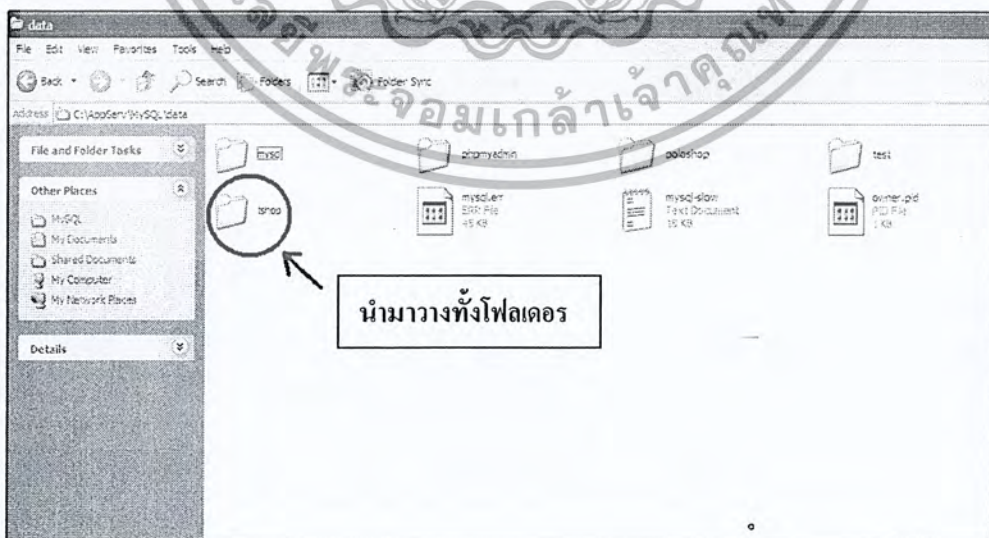 data
File Edit View Favorites Tools Help
Back Search Folders Folder Sync
Address C:\AppServ\MySQL\data
File and Folder Tasks
Other Places
MySQL
My Documents
Shared Documents
My Computer
My Network Places
Details
mysql
phpmyadmin
poloshop
test
tshop
mysql.err
ERR File
45 KB
mysql-slow
Text Document
owner.pid
PID File
1 KB
นำมาวางทั้งโฟลเดอร
พระจอมเกล้าเจ้าคุณท